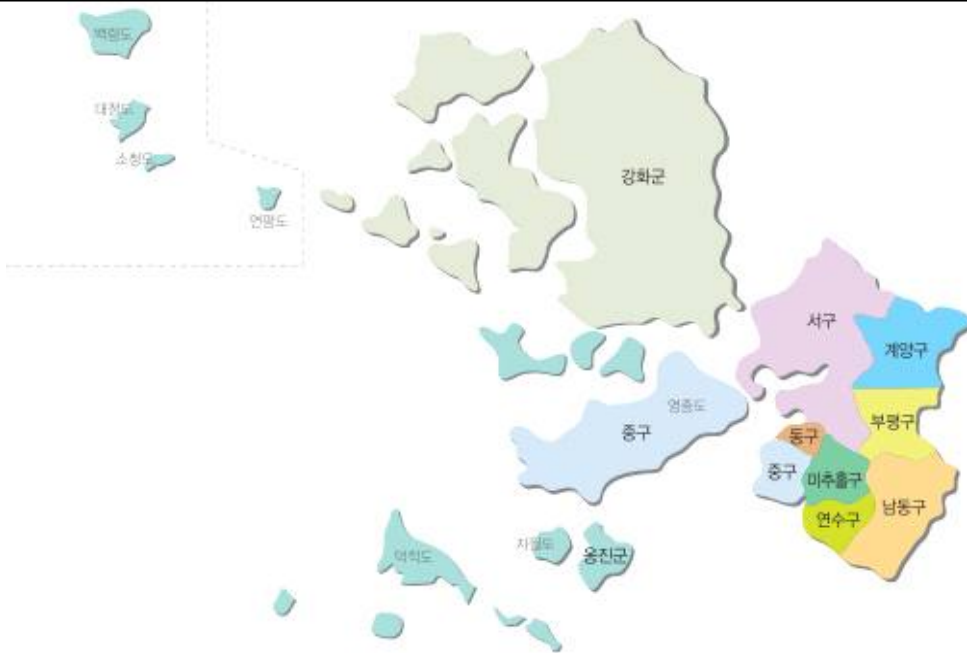 백령도
대청도
소청도
연평도
강화군
서구
계양구
영종도
중구
부평구
동구
중구
미추홀구
남동구
연수구
덕적도
자월도
옹진군